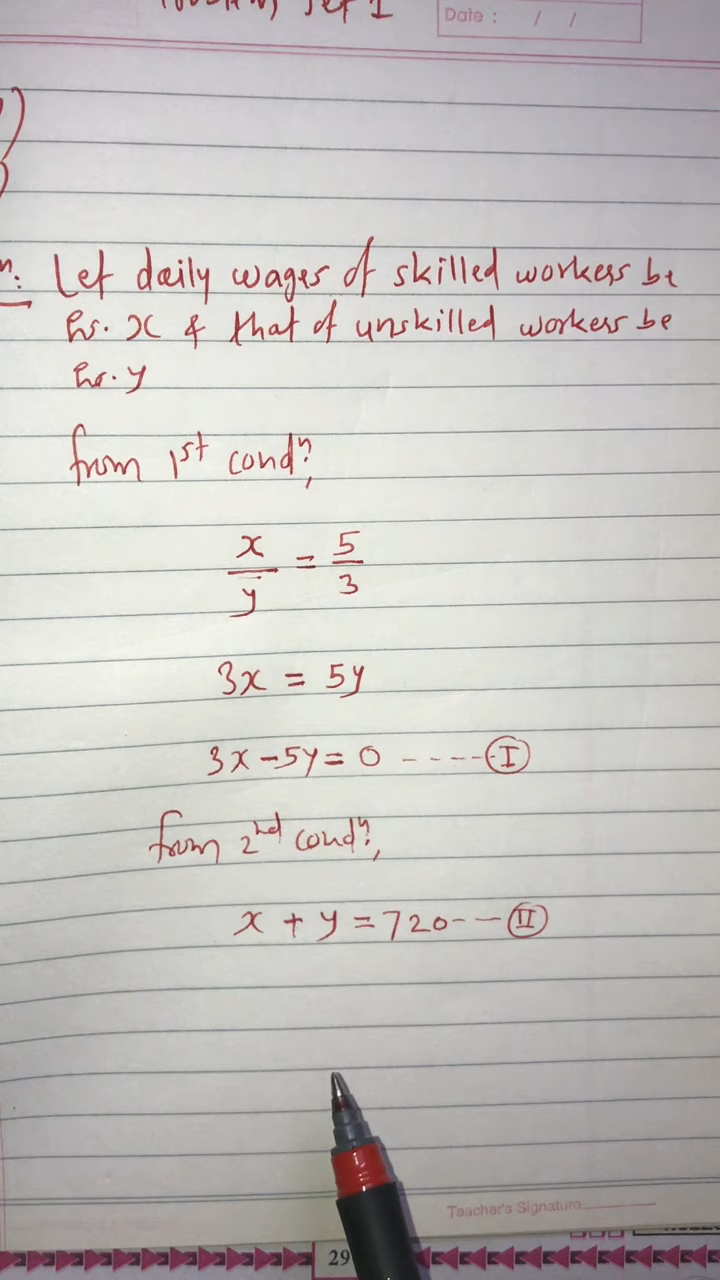 Set I
Date : / /
n: Let daily wages of skilled workers be
Rs. x & that of unskilled workers be
Rs. y
from 1st condⁿ,
x/y = 5/3
3x = 5y
3x - 5y = 0 ----- I
from 2nd condⁿ,
x + y = 720 --- II
Teacher's Signature
29